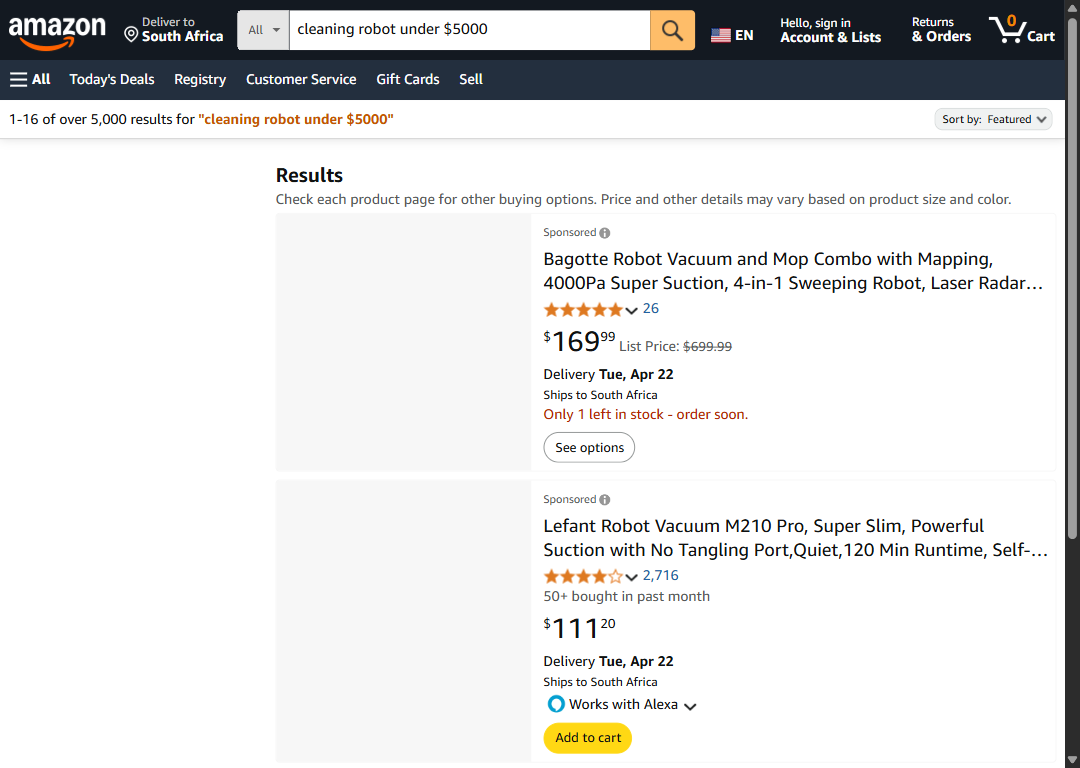 amazon
Deliver to
South Africa
All
cleaning robot under $5000
EN
Hello, sign in
Account & Lists
Returns
& Orders
0
Cart
All
Today's Deals
Registry
Customer Service
Gift Cards
Sell
1-16 of over 5,000 results for "cleaning robot under $5000"
Sort by: Featured
Results
Check each product page for other buying options. Price and other details may vary based on product size and color.
Sponsored
Bagotte Robot Vacuum and Mop Combo with Mapping,
4000Pa Super Suction, 4-in-1 Sweeping Robot, Laser Radar…
26
$169.99 List Price: $699.99
Delivery Tue, Apr 22
Ships to South Africa
Only 1 left in stock - order soon.
See options
Sponsored
Lefant Robot Vacuum M210 Pro, Super Slim, Powerful
Suction with No Tangling Port,Quiet,120 Min Runtime, Self-…
2,716
50+ bought in past month
$111.20
Delivery Tue, Apr 22
Ships to South Africa
Works with Alexa
Add to cart